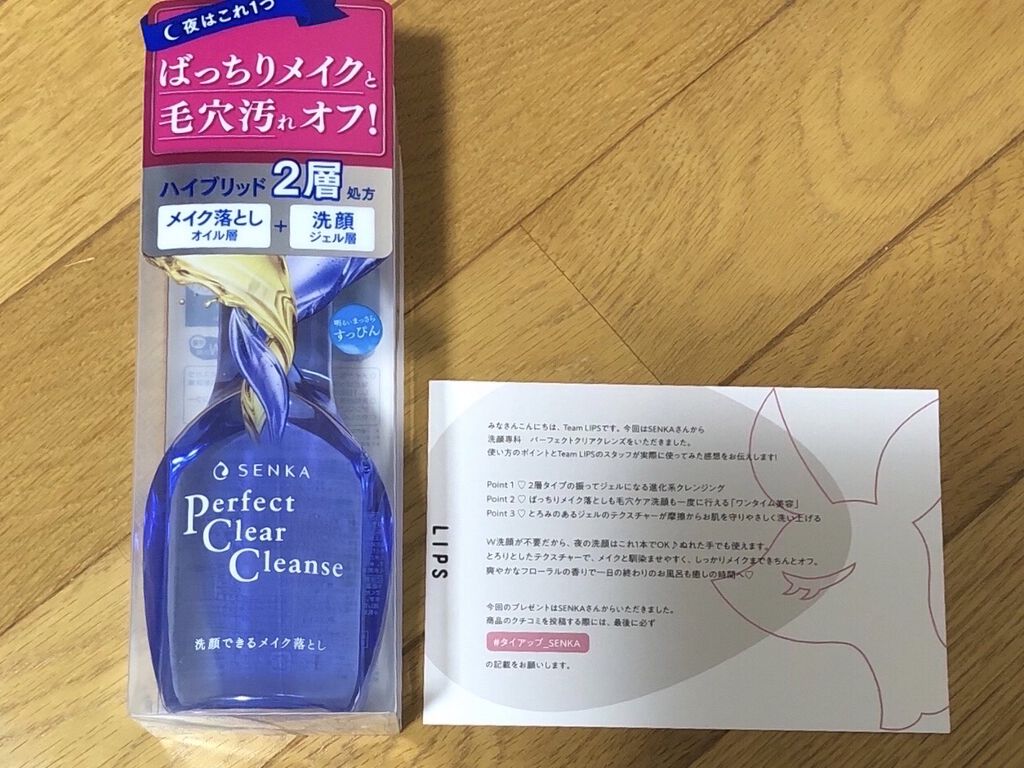 夜はこれ1つ
ばっちりメイクと
毛穴汚れオフ!
ハイブリッド2層処方
メイク落とし
オイル層
+
洗顔
ジェル層
明るいまっさら
すっぴん
SENKA
Perfect
Clear
Cleanse
洗顔できるメイク落とし
LIPS
みなさんこんにちは、Team LIPSです。今回はSENKAさんから
洗顔専科　パーフェクトクリアクレンズをいただきました。
使い方のポイントとTeam LIPSのスタッフが実際に使ってみた感想をお伝えします!
Point 1 ♡ 2層タイプの振ってジェルになる進化系クレンジング
Point 2 ♡ ばっちりメイク落としも毛穴ケア洗顔も一度に行える「ワンタイム美容」
Point 3 ♡ とろみのあるジェルのテクスチャーが摩擦からお肌を守りやさしく洗い上げる
W洗顔が不要だから、夜の洗顔はこれ1本でOK♪ぬれた手でも使えます。
とろりとしたテクスチャーで、メイクと馴染ませやすく、しっかりメイクまできちんとオフ。
爽やかなフローラルの香りで一日の終わりのお風呂も癒しの時間へ♡
今回のプレゼントはSENKAさんからいただきました。
商品のクチコミを投稿する際には、最後に必ず
#タイアップ_SENKA
の記載をお願いします。